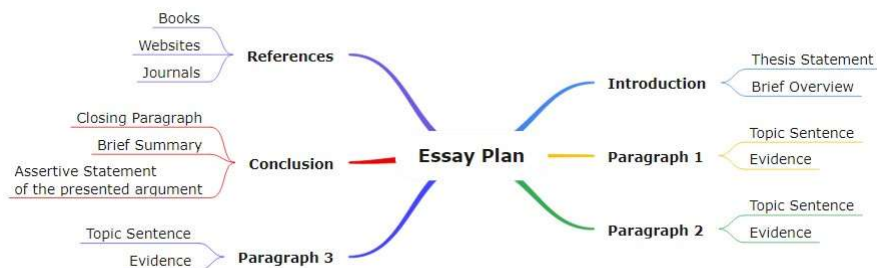 Essay Plan
Introduction
Thesis Statement
Brief Overview
Paragraph 1
Topic Sentence
Evidence
Paragraph 2
Topic Sentence
Evidence
Paragraph 3
Topic Sentence
Evidence
Conclusion
Closing Paragraph
Brief Summary
Assertive Statement
of the presented argument
References
Books
Websites
Journals